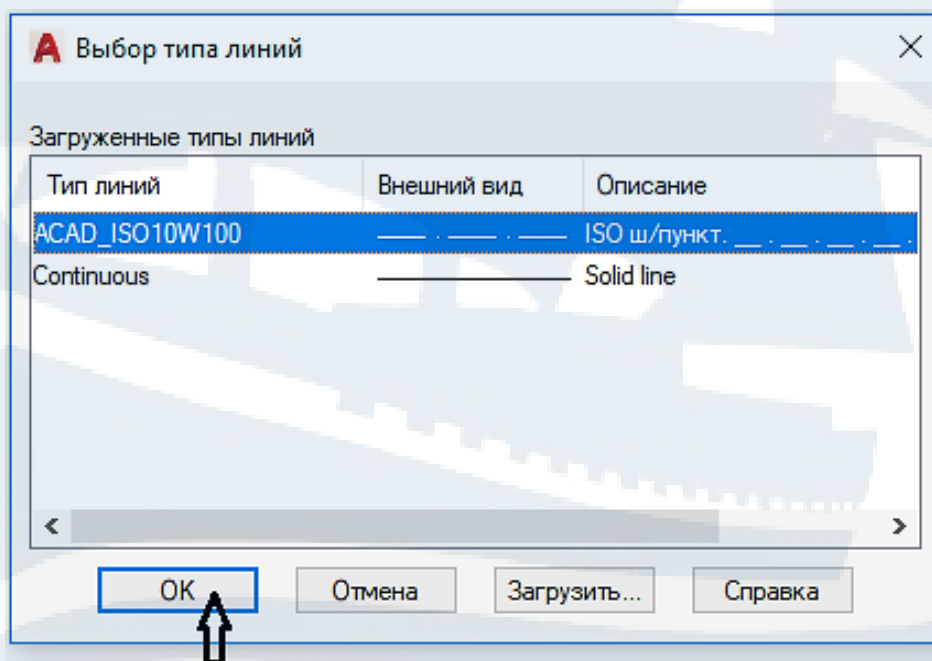 Выбор типа линий
Загруженные типы линий
Тип линий Внешний вид Описание
ACAD_ISO10W100 ISO ш/пункт. __ . __ . __ . __ .
Continuous Solid line
OK Отмена Загрузить... Справка